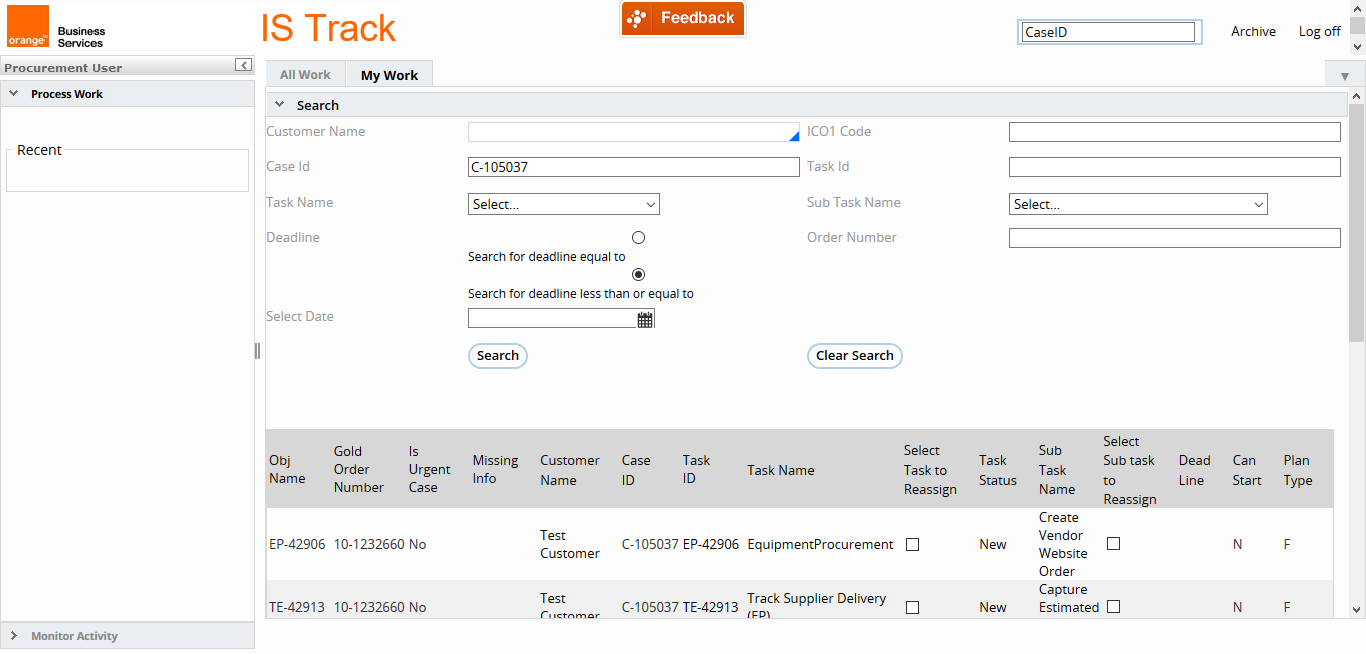 orange™
Business
Services
IS Track
Feedback
CaseID
Archive
Log off
Procurement User
All Work
My Work
Process Work
Search
Customer Name
ICO1 Code
Case Id
C-105037
Task Id
Recent
Task Name
Select...
Sub Task Name
Select...
Deadline
Order Number
Search for deadline equal to
Search for deadline less than or equal to
Select Date
Search
Clear Search
Obj
Name
Gold
Order
Number
Is
Urgent
Case
Missing
Info
Customer
Name
Case
ID
Task
ID
Task Name
Select
Task to
Reassign
Task
Status
Sub
Task
Name
Select
Sub task
to
Reassign
Dead
Line
Can
Start
Plan
Type
EP-42906
10-1232660
No
Test
Customer
C-105037
EP-42906
EquipmentProcurement
New
Create
Vendor
Website
Order
N
F
TE-42913
10-1232660
No
Test
Customer
C-105037
TE-42913
Track Supplier Delivery
(EP)
New
Capture
Estimated
N
F
Monitor Activity